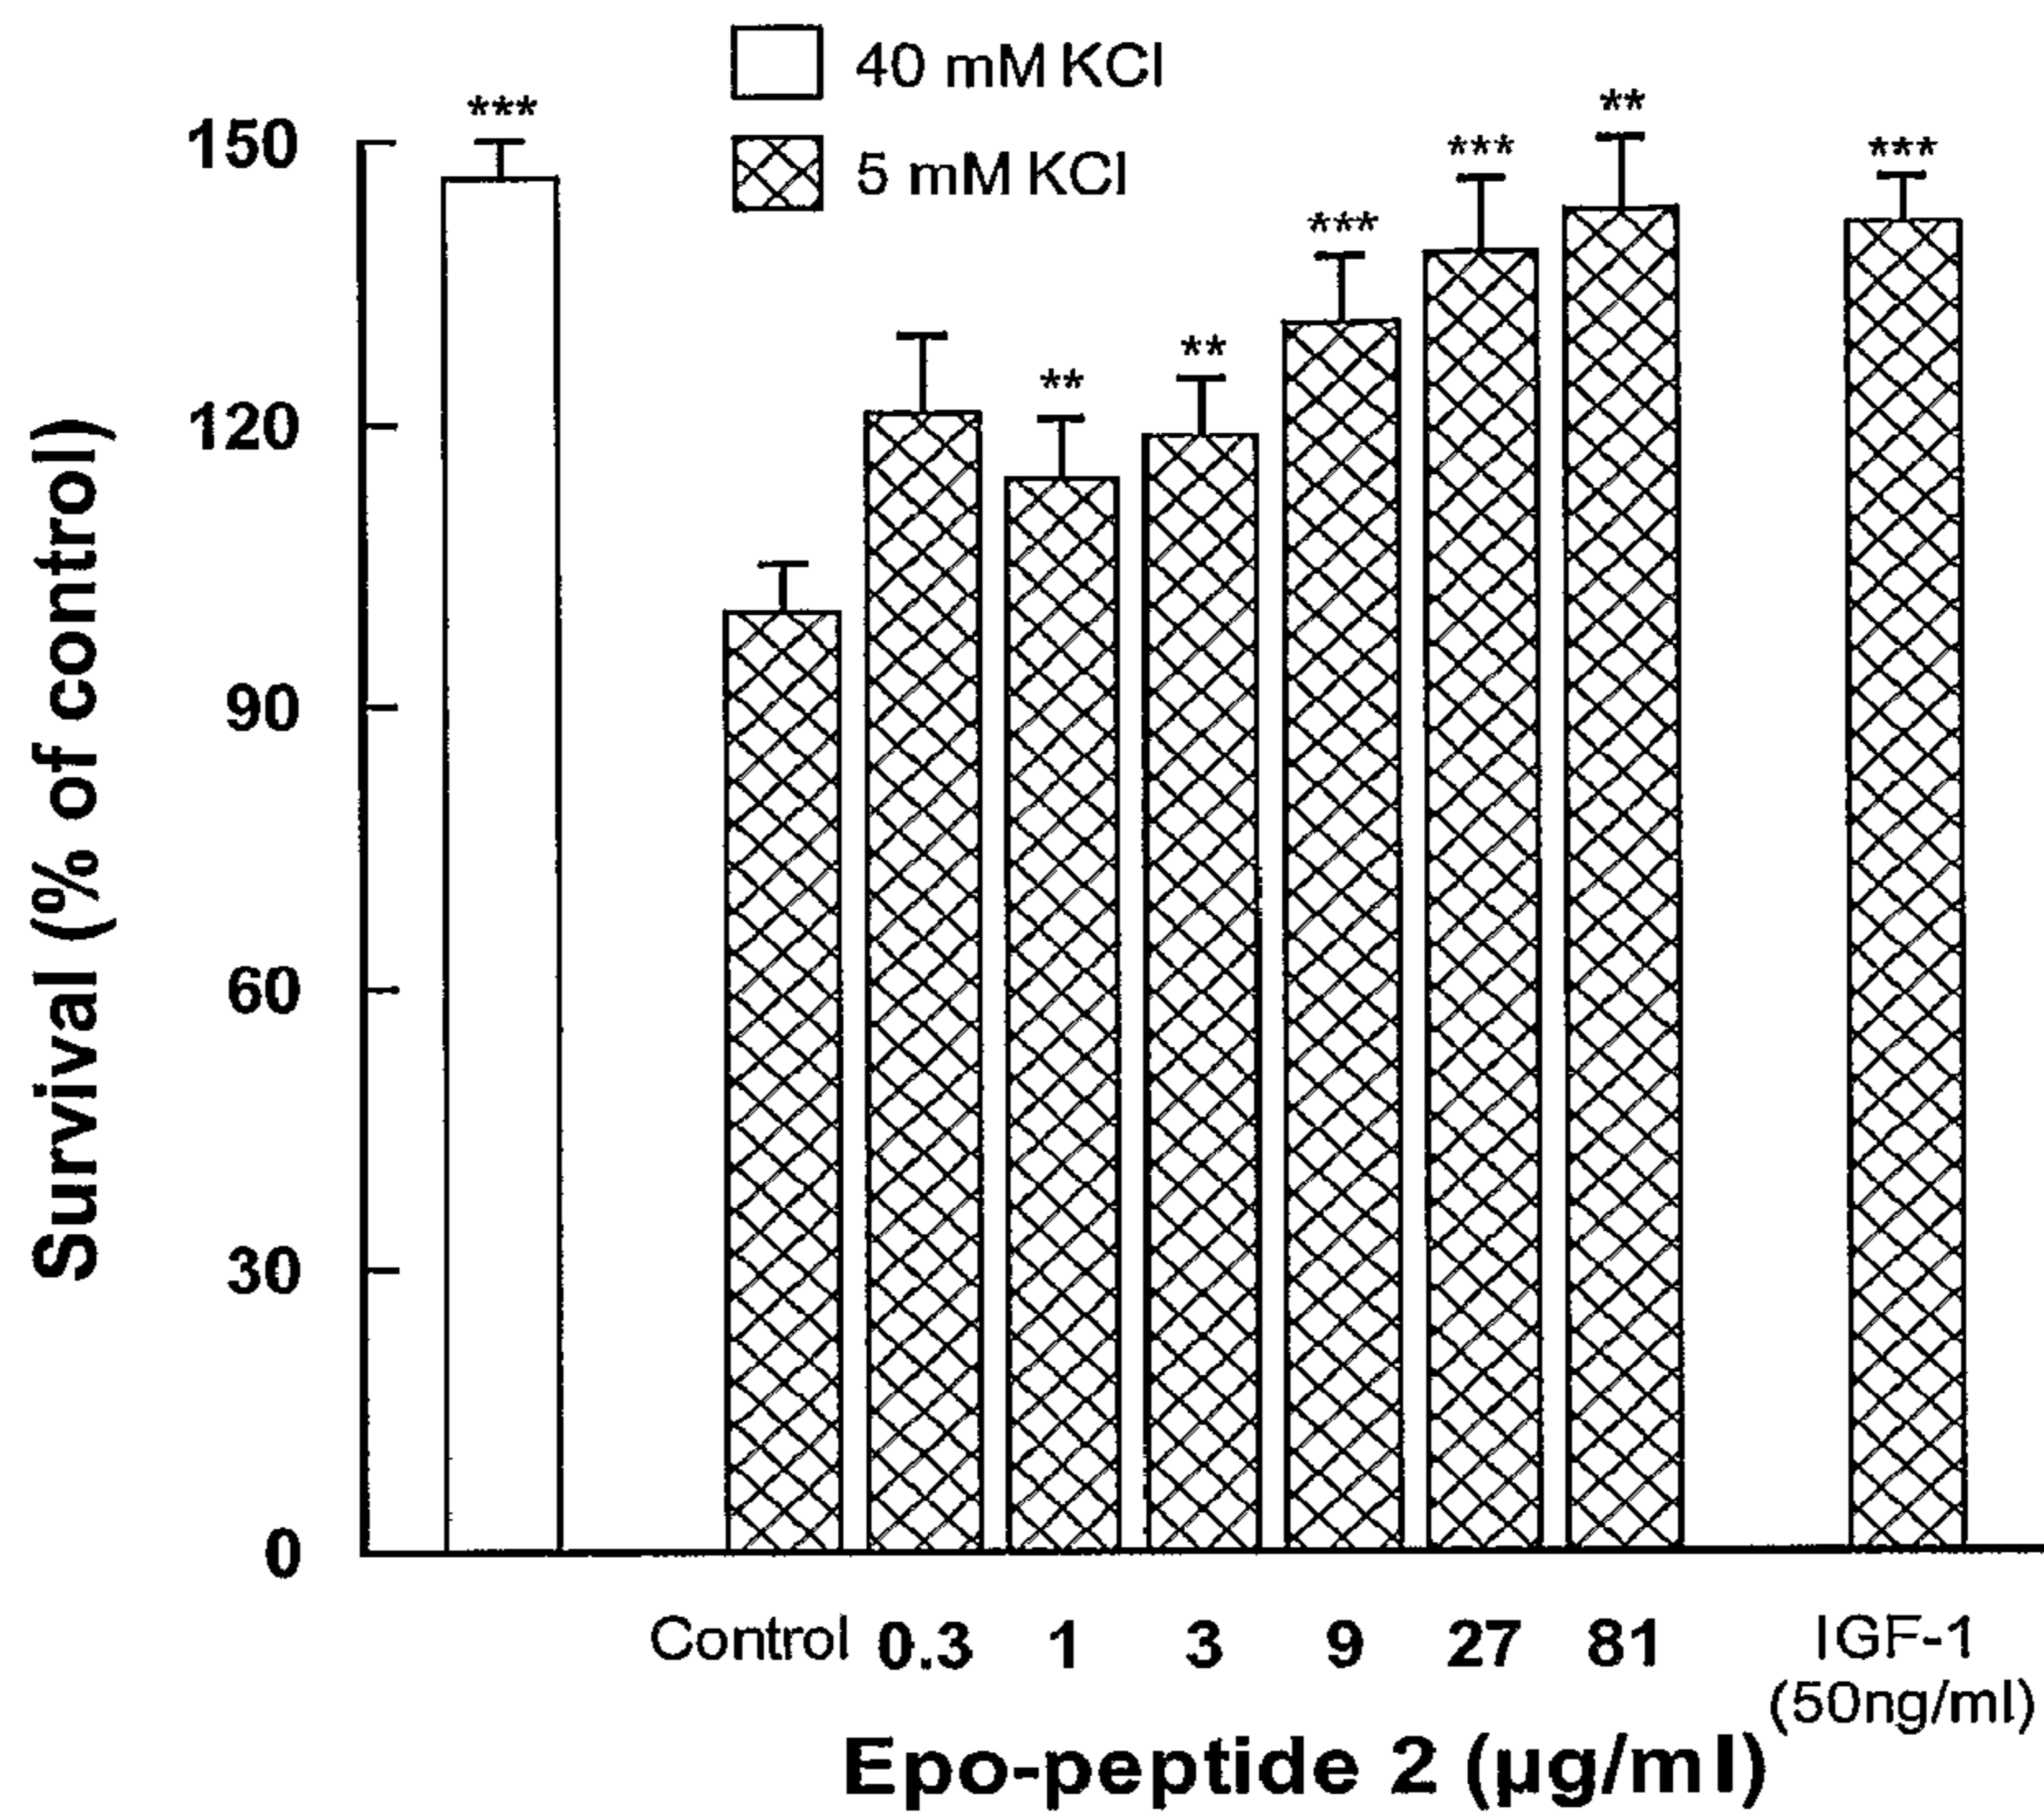 40 mM KCl
5 mM KCl
***
**
***
***
***
**
**
150
120
90
60
30
0
Survival (% of control)
Control 0.3 1 3 9 27 81 IGF-1
(50ng/ml)
Epo-peptide 2 (µg/ml)